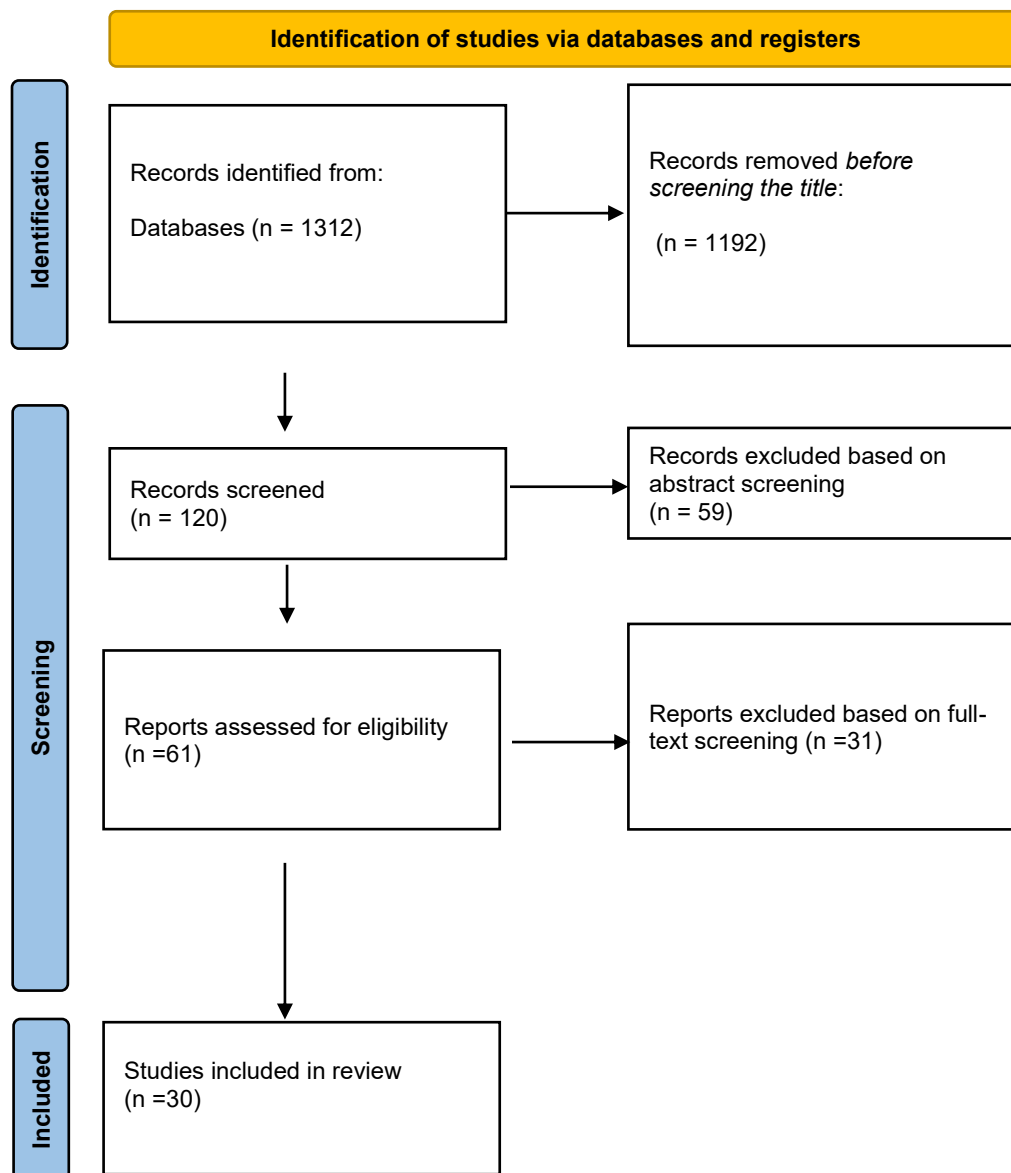 Identification of studies via databases and registers
Identification
Records identified from:
Databases (n = 1312)
Records removed before
screening the title:
(n = 1192)
Screening
Records screened
(n = 120)
Records excluded based on
abstract screening
(n = 59)
Reports assessed for eligibility
(n =61)
Reports excluded based on full-
text screening (n =31)
Included
Studies included in review
(n =30)